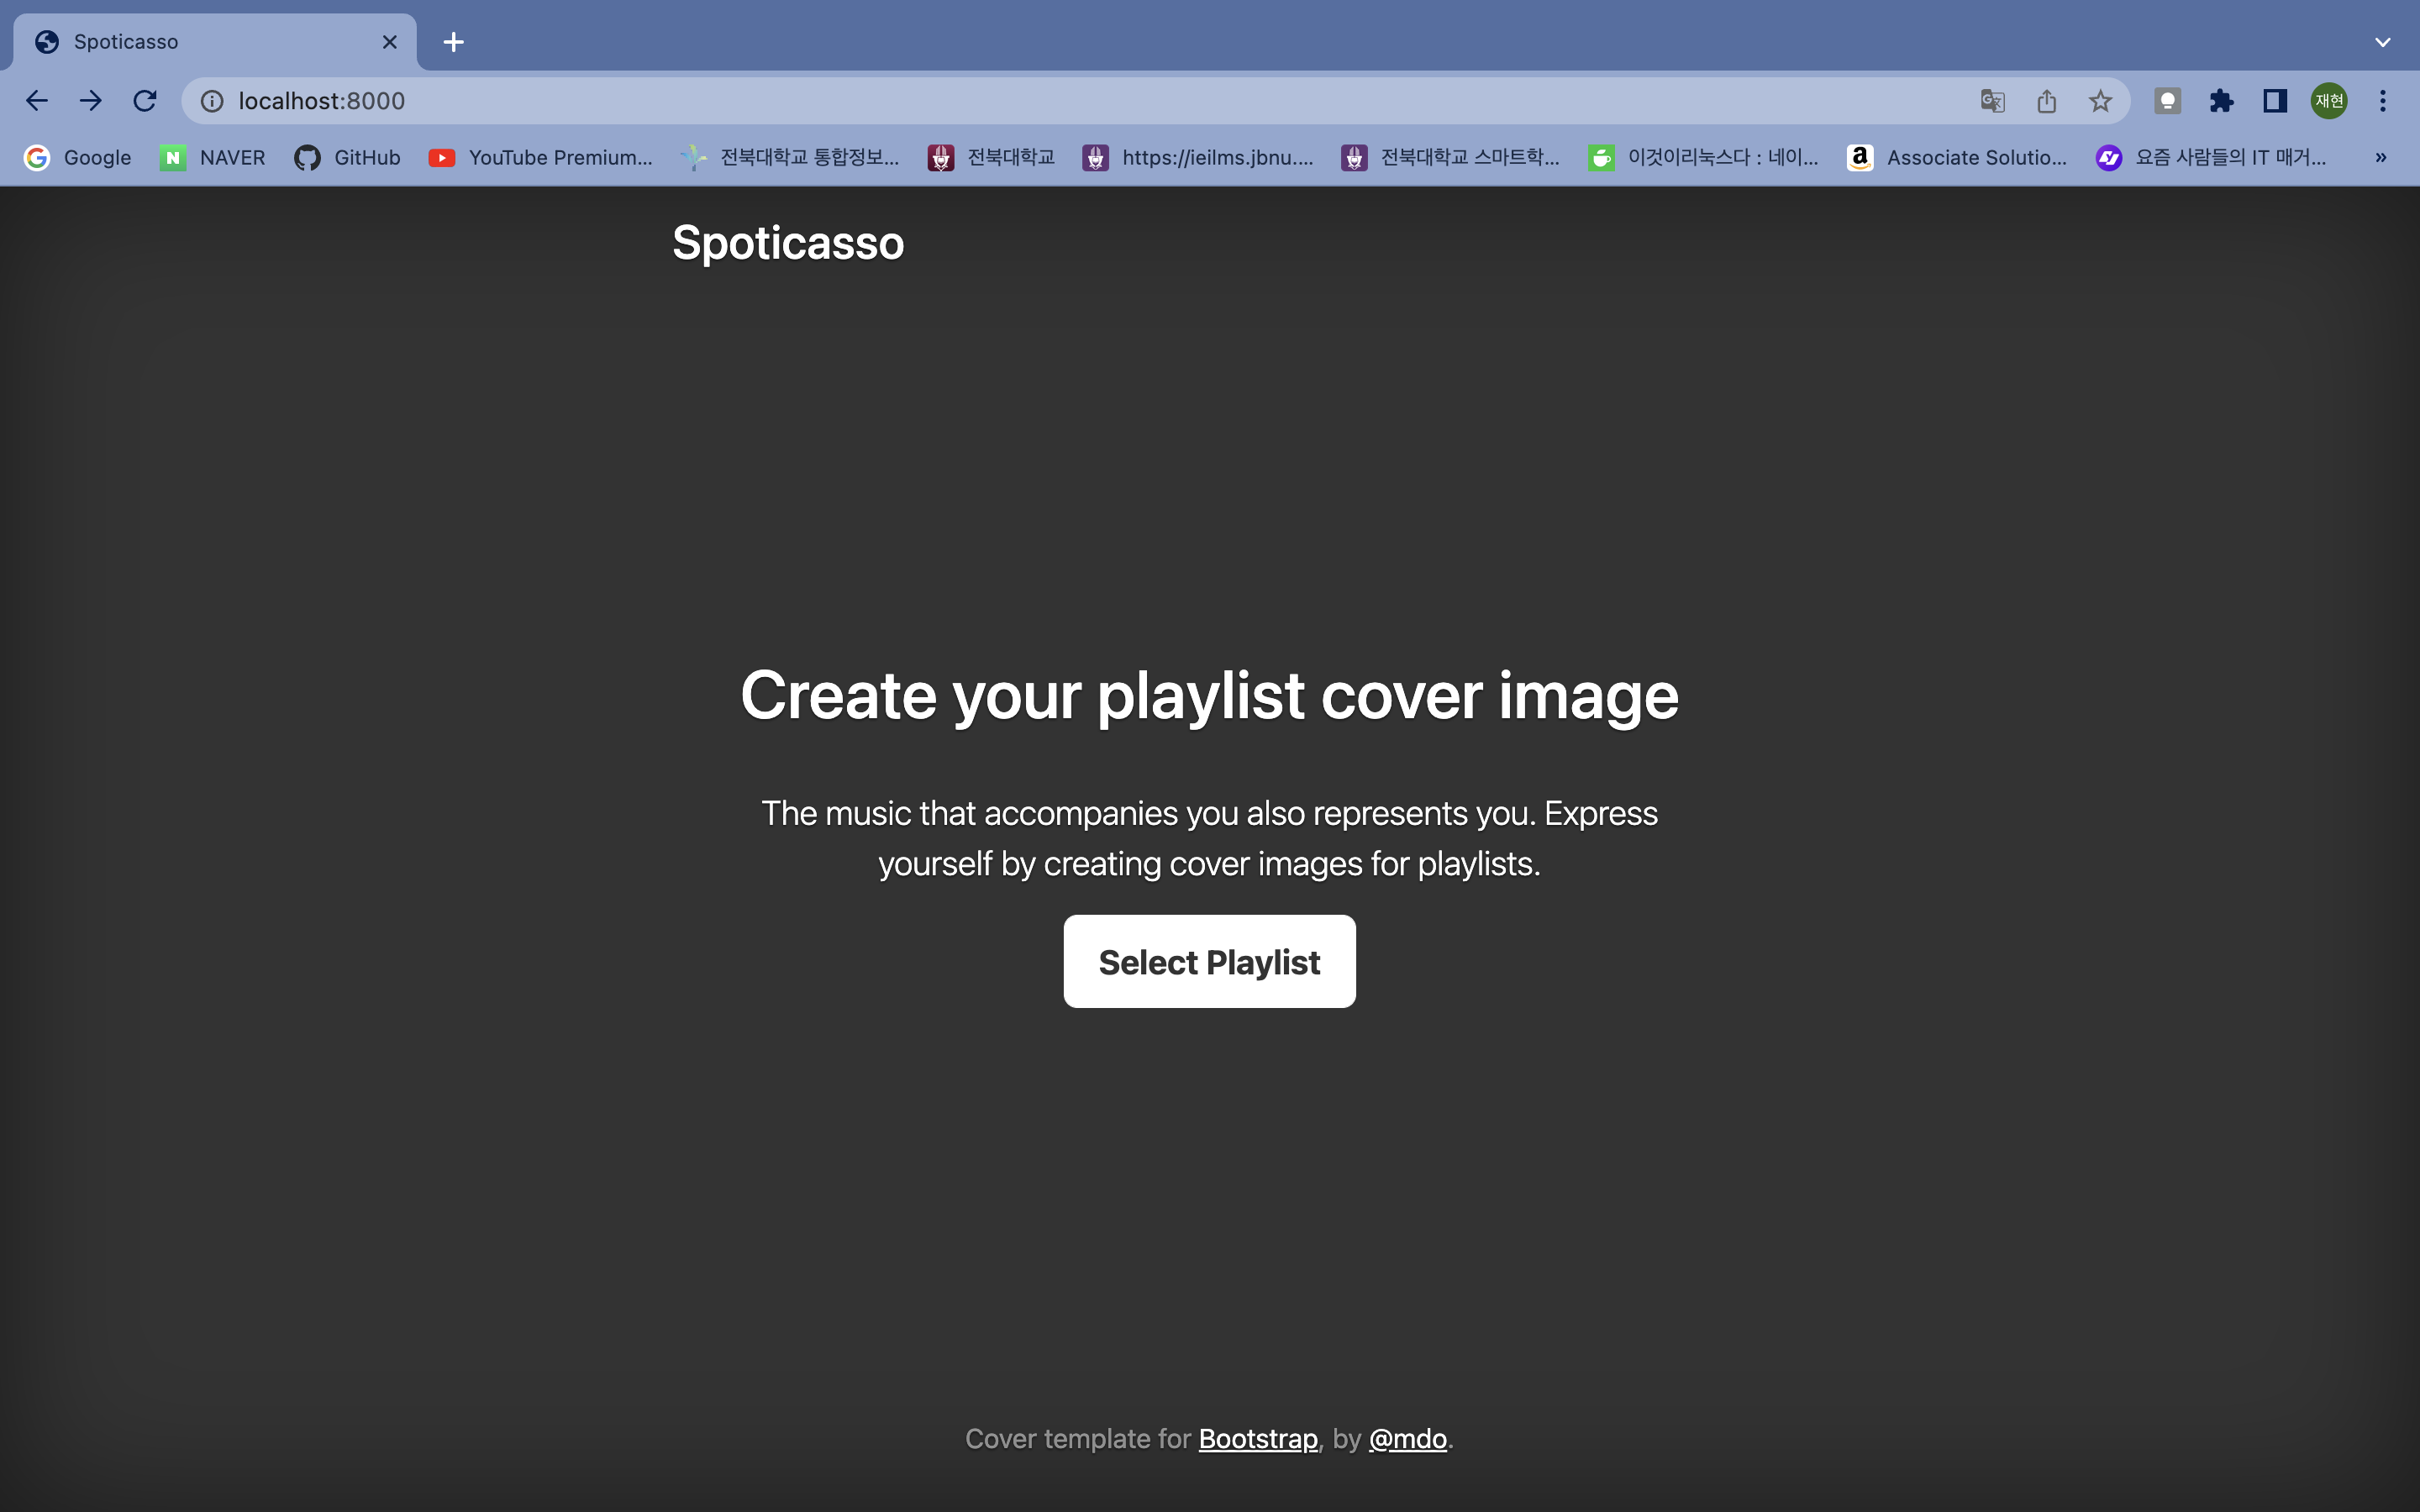 Spoticasso
localhost:8000
재현
Google
NAVER
GitHub
YouTube Premium...
전북대학교 통합정보...
전북대학교
https://ieilms.jbnu....
전북대학교 스마트학...
이것이리눅스다 : 네이...
Associate Solutio...
요즘 사람들의 IT 매거...
»
Spoticasso
Create your playlist cover image
The music that accompanies you also represents you. Express
yourself by creating cover images for playlists.
Select Playlist
Cover template for Bootstrap, by @mdo.